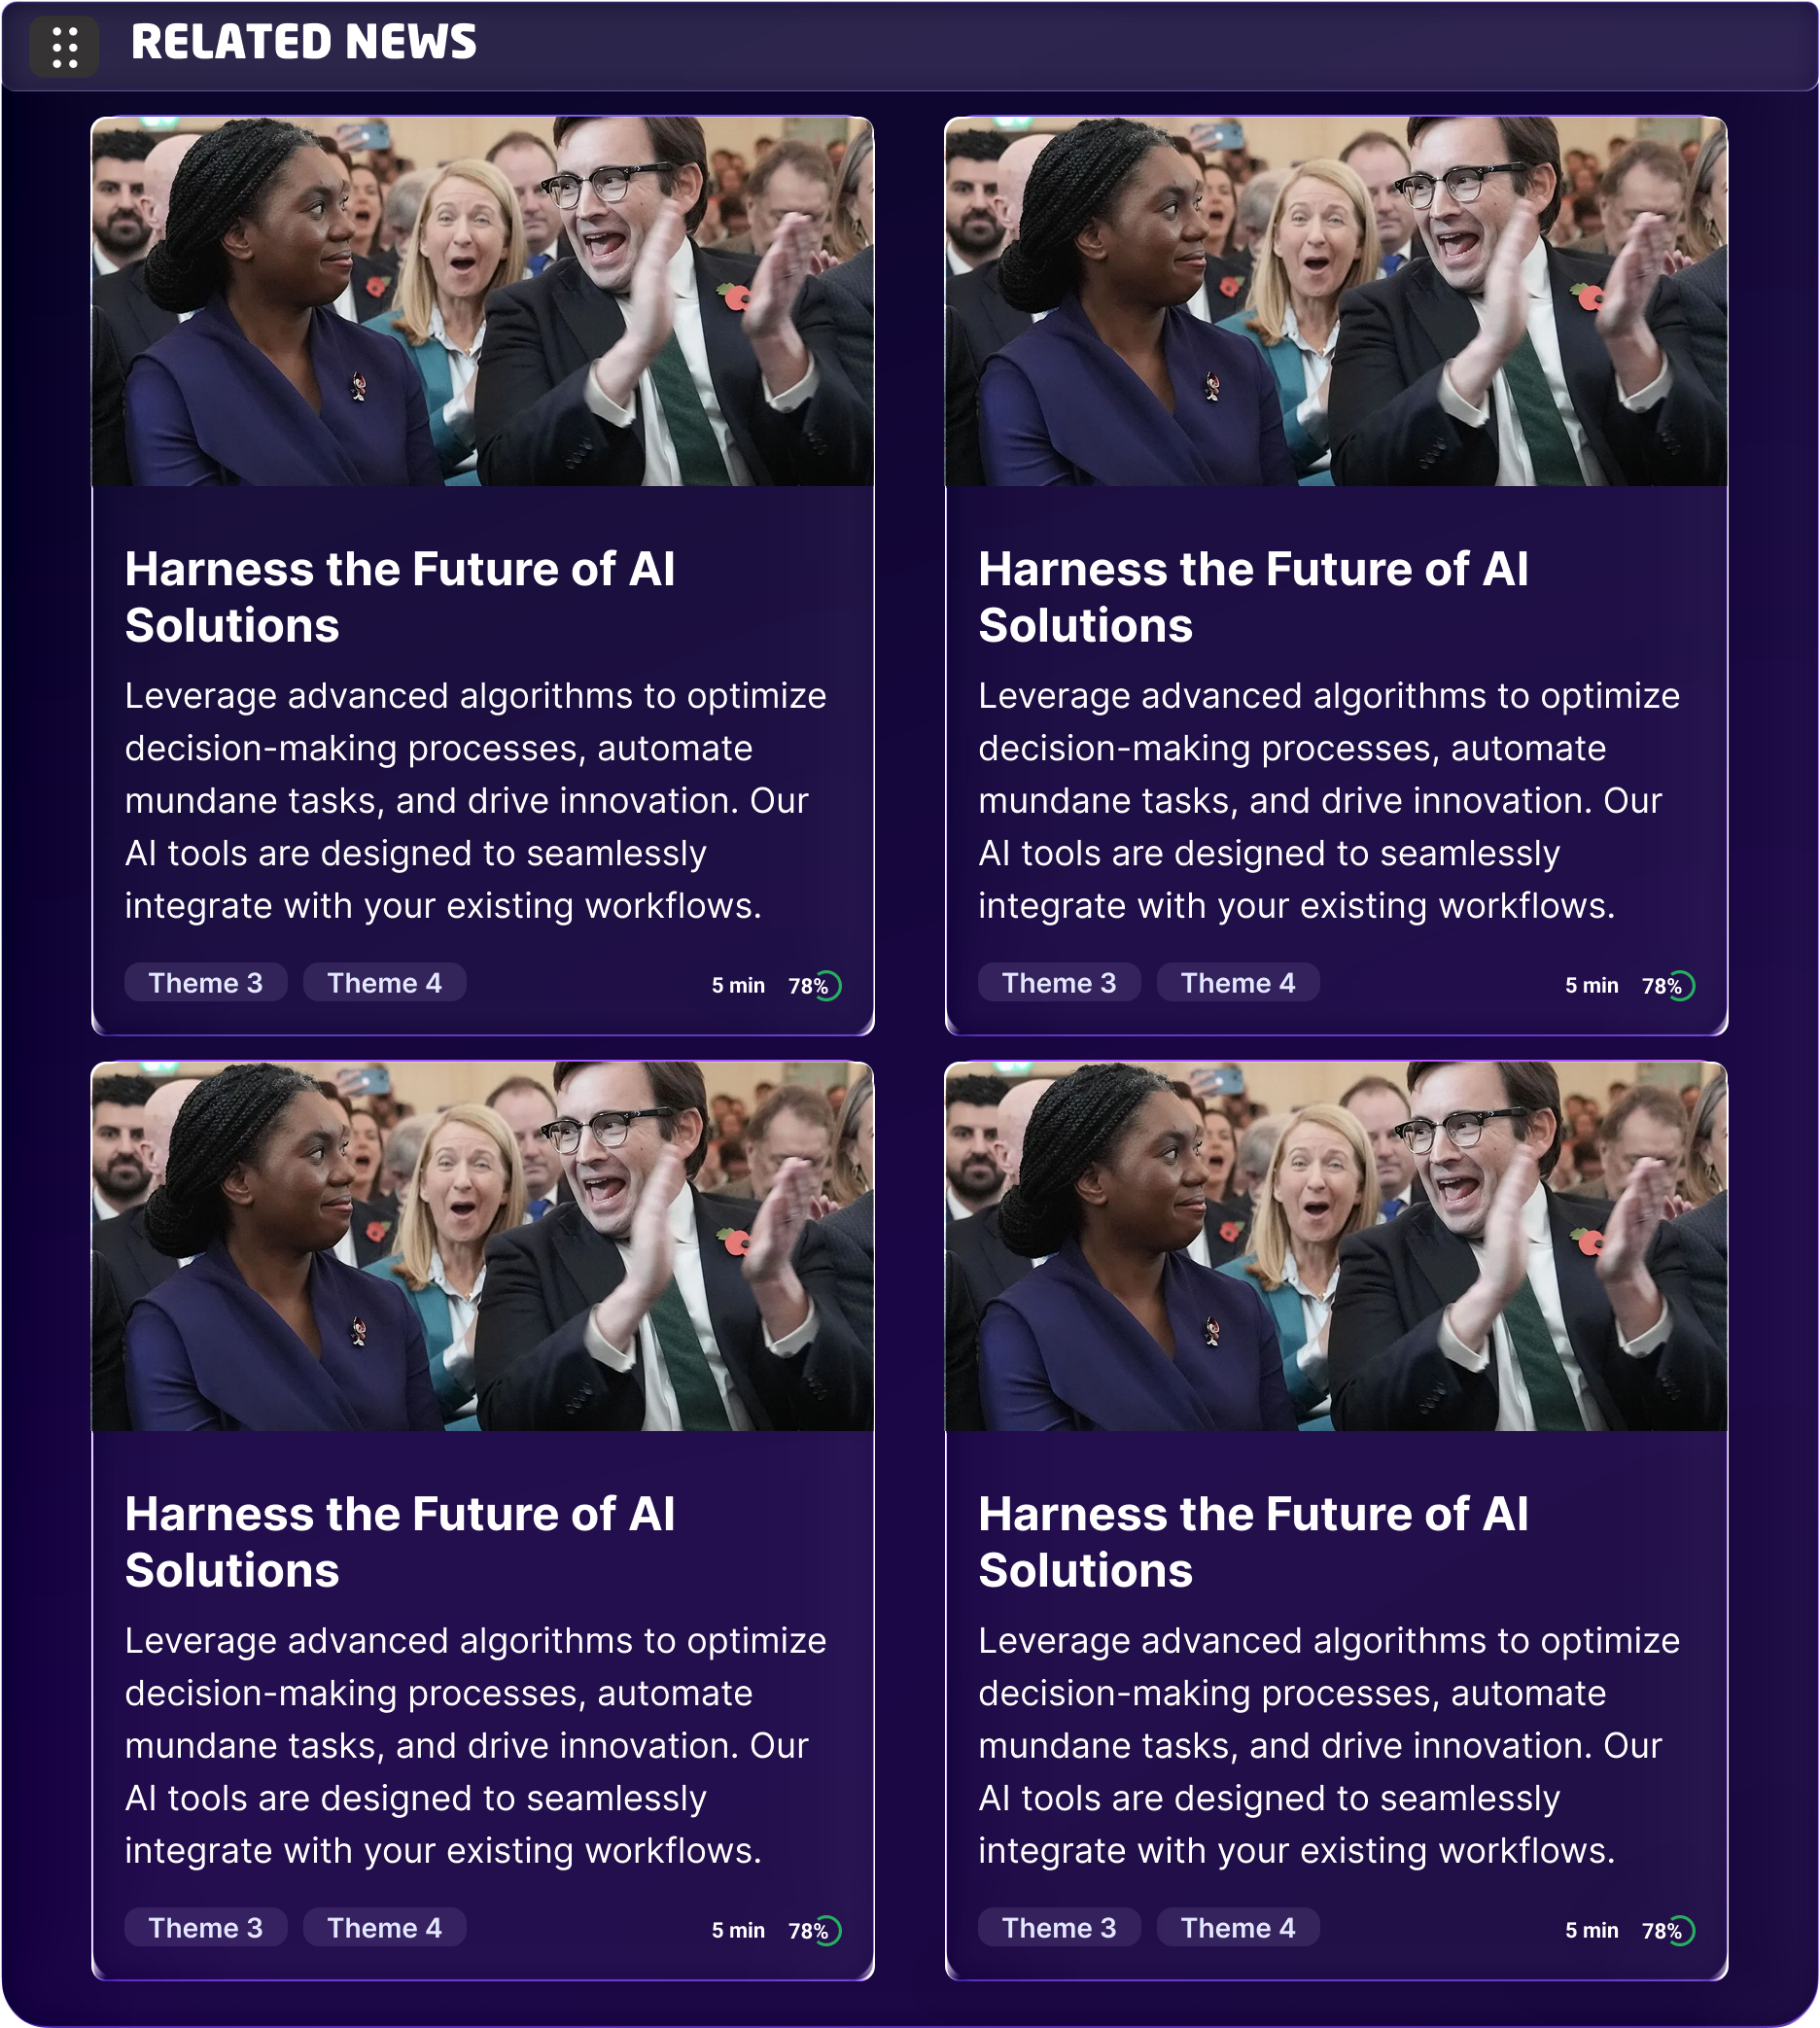 RELATED NEWS
Harness the Future of AI
Solutions
Leverage advanced algorithms to optimize
decision-making processes, automate
mundane tasks, and drive innovation. Our
AI tools are designed to seamlessly
integrate with your existing workflows.
Theme 3 Theme 4 5 min 78%
Harness the Future of AI
Solutions
Leverage advanced algorithms to optimize
decision-making processes, automate
mundane tasks, and drive innovation. Our
AI tools are designed to seamlessly
integrate with your existing workflows.
Theme 3 Theme 4 5 min 78%
Harness the Future of AI
Solutions
Leverage advanced algorithms to optimize
decision-making processes, automate
mundane tasks, and drive innovation. Our
AI tools are designed to seamlessly
integrate with your existing workflows.
Theme 3 Theme 4 5 min 78%
Harness the Future of AI
Solutions
Leverage advanced algorithms to optimize
decision-making processes, automate
mundane tasks, and drive innovation. Our
AI tools are designed to seamlessly
integrate with your existing workflows.
Theme 3 Theme 4 5 min 78%